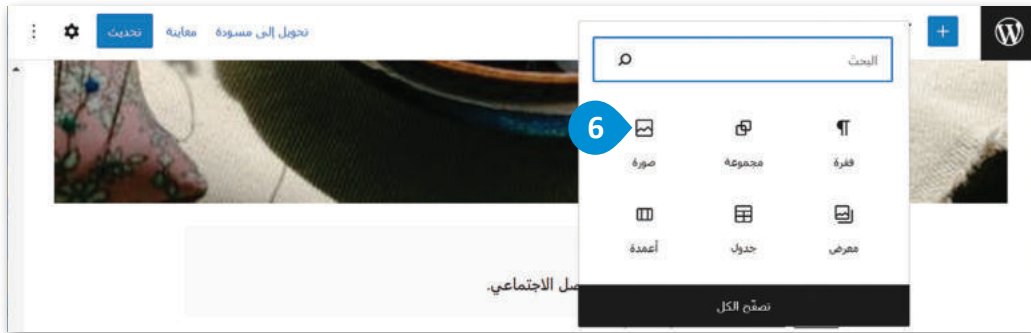 تحويل إلى مسودة معاينة تحديث
البحث
6
فقرة مجموعة صورة
معرض جدول أعمدة
صل الاجتماعي.
تصفّح الكل